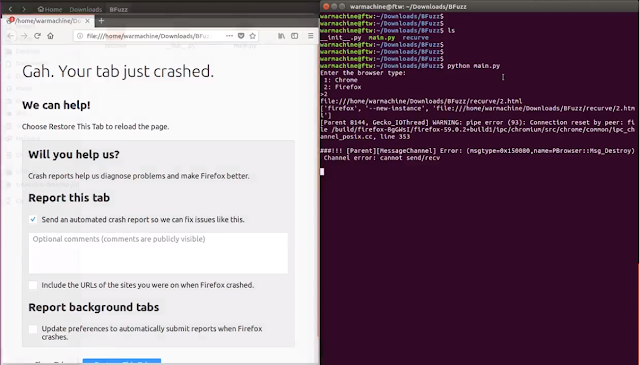 BFuzz
/home/warmachine/Do
file:///home/warmachine/Do
Gah. Your tab just crashed.
We can help!
Choose Restore This Tab to reload the page.
Will you help us?
Crash reports help us diagnose problems and make Firefox better.
Report this tab
Send an automated crash report so we can fix issues like this.
Optional comments (comments are publicly visible)
Include the URLs of the sites you were on when Firefox crashed.
Report background tabs
Update preferences to automatically submit reports when Firefox
crashes.
warmachine@ftw: ~/Downloads/BFuzz
warmachine@ftw:~/Downloads/BFuzz$
warmachine@ftw:~/Downloads/BFuzz$
warmachine@ftw:~/Downloads/BFuzz$ ls
__init__.py main.py recurve
warmachine@ftw:~/Downloads/BFuzz$
warmachine@ftw:~/Downloads/BFuzz$
warmachine@ftw:~/Downloads/BFuzz$ python main.py
Enter the browser type:
1: Chrome
2: Firefox
>2
file:///home/warmachine/Downloads/BFuzz/recurve/2.html
['firefox', '--new-instance', 'file:///home/warmachine/Downloads/BFuzz/recurve/2.htm
l']
[Parent 8144, Gecko_IOThread] WARNING: pipe error (93): Connection reset by peer: fi
le /build/firefox-BgGWsI/firefox-59.0.2+build1/ipc/chromium/src/chrome/common/ipc_ch
annel_posix.cc, line 353
###!!! [Parent][MessageChannel] Error: (msgtype=0x150080,name=PBrowser::Msg_Destroy)
Channel error: cannot send/recv